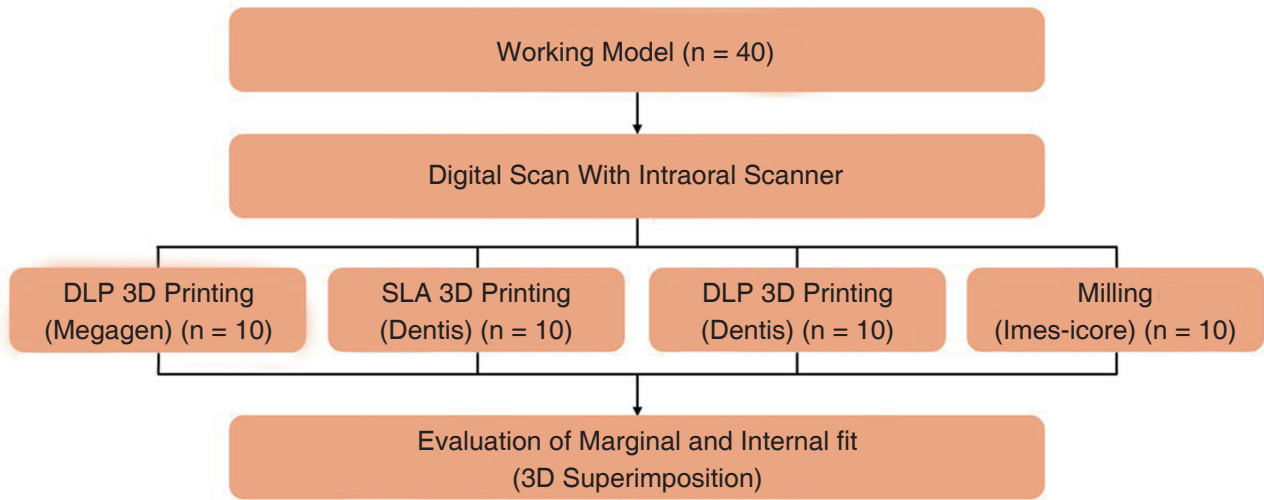 Working Model (n = 40)
Digital Scan With Intraoral Scanner
DLP 3D Printing
(Megagen) (n = 10)
SLA 3D Printing
(Dentis) (n = 10)
DLP 3D Printing
(Dentis) (n = 10)
Milling
(Imes-icore) (n = 10)
Evaluation of Marginal and Internal fit
(3D Superimposition)